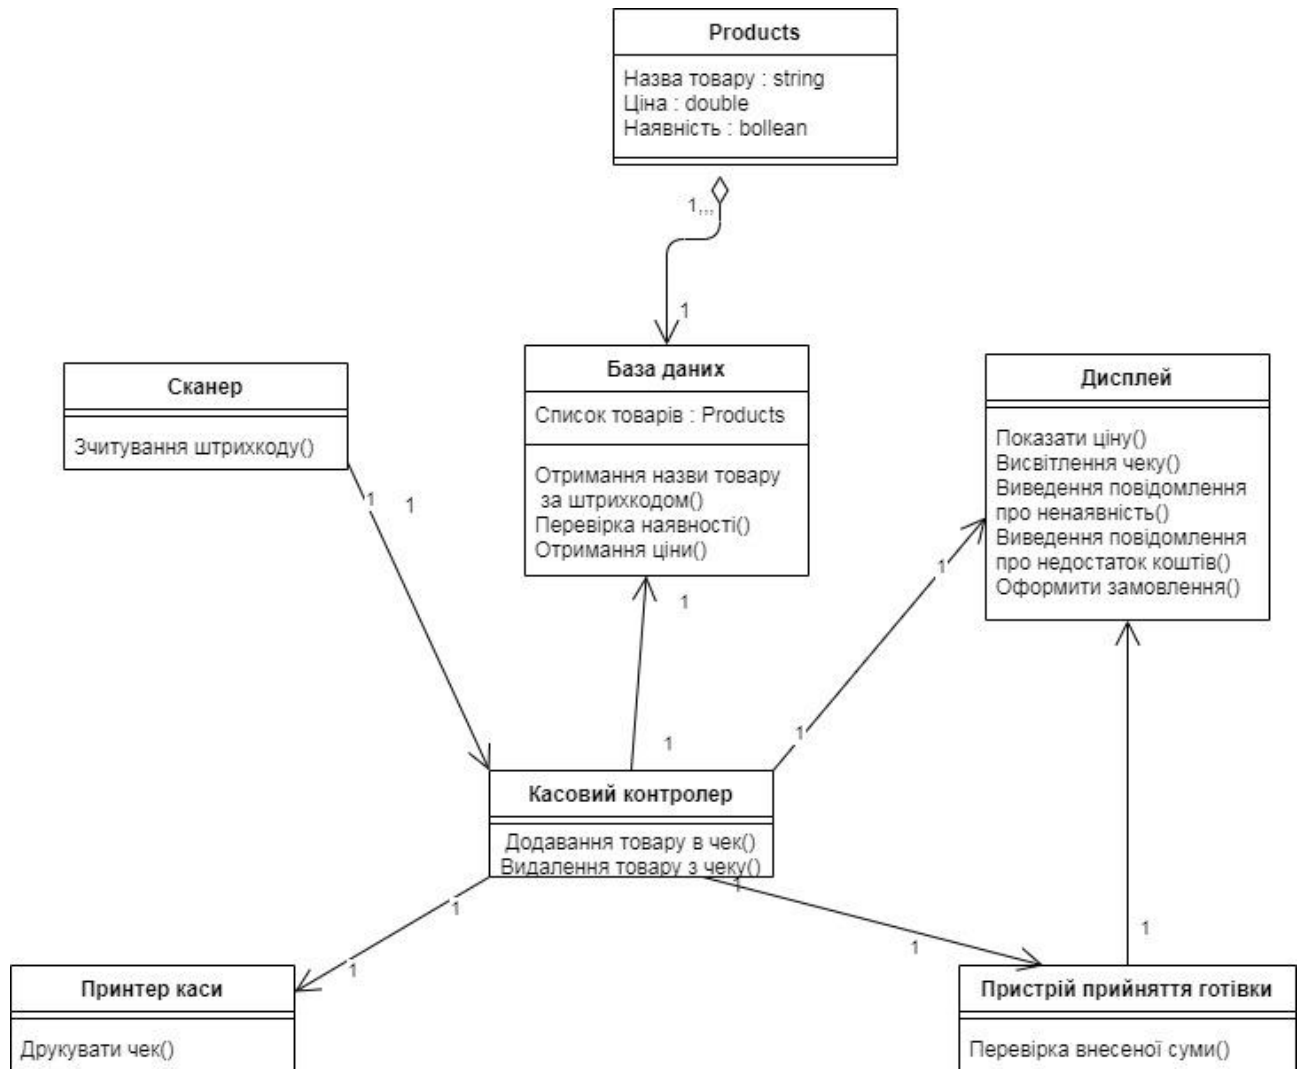 Products
Назва товару : string
Ціна : double
Наявність : bollean
1,,,
1
База даних
Список товарів : Products
Отримання назви товару
за штрихкодом()
Перевірка наявності()
Отримання ціни()
Сканер
Зчитування штрихкоду()
Дисплей
Показати ціну()
Висвітлення чеку()
Виведення повідомлення
про ненаявність()
Виведення повідомлення
про недостаток коштів()
Оформити замовлення()
1
1
1
1
1
1
Касовий контролер
Додавання товару в чек()
Видалення товару з чеку()
1
1
1
1
1
Принтер каси
Друкувати чек()
Пристрій прийняття готівки
Перевірка внесеної суми()